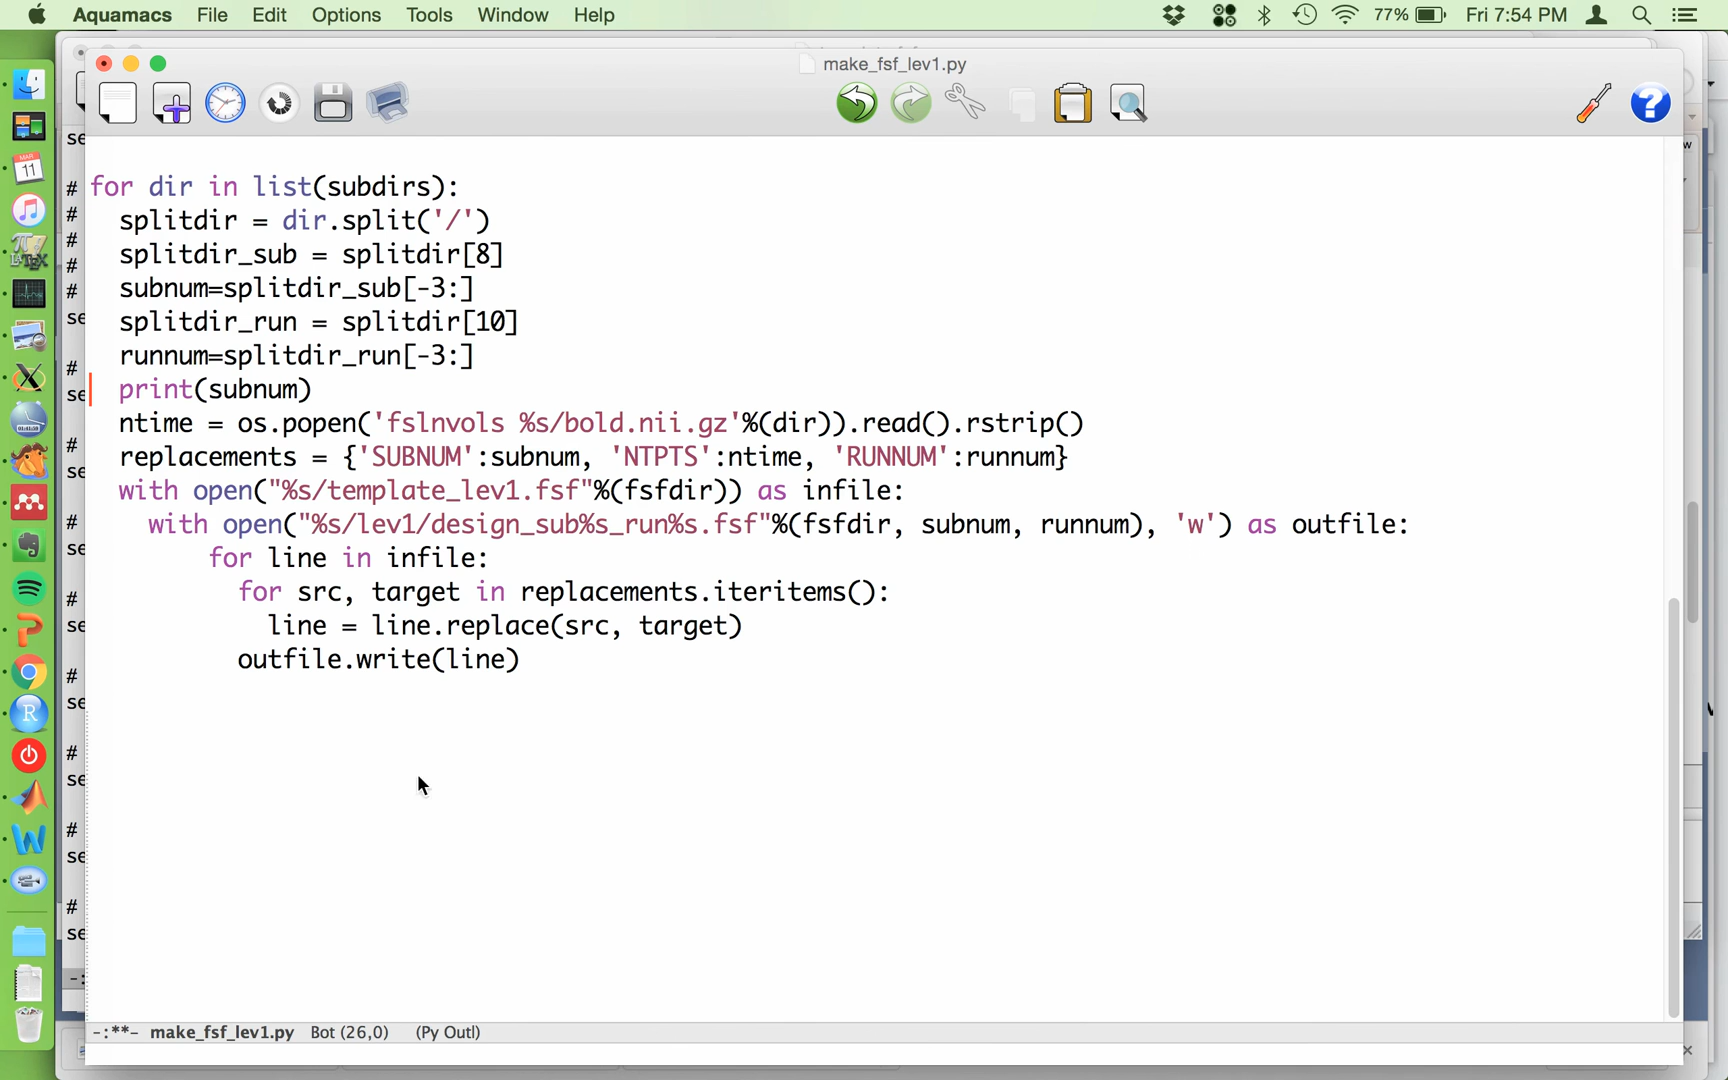 Aquamacs File Edit Options Tools Window Help 77% Fri 7:54 PM
make_fsf_lev1.py
for dir in list(subdirs):
splitdir = dir.split('/')
splitdir_sub = splitdir[8]
subnum=splitdir_sub[-3:]
splitdir_run = splitdir[10]
runnum=splitdir_run[-3:]
print(subnum)
ntime = os.popen('fslnvols %s/bold.nii.gz'%(dir)).read().rstrip()
replacements = {'SUBNUM':subnum, 'NTPTS':ntime, 'RUNNUM':runnum}
with open("%s/template_lev1.fsf"%(fsfdir)) as infile:
with open("%s/lev1/design_sub%s_run%s.fsf"%(fsfdir, subnum, runnum), 'w') as outfile:
for line in infile:
for src, target in replacements.iteritems():
line = line.replace(src, target)
outfile.write(line)
-:**- make_fsf_lev1.py Bot (26,0) (Py Outl)